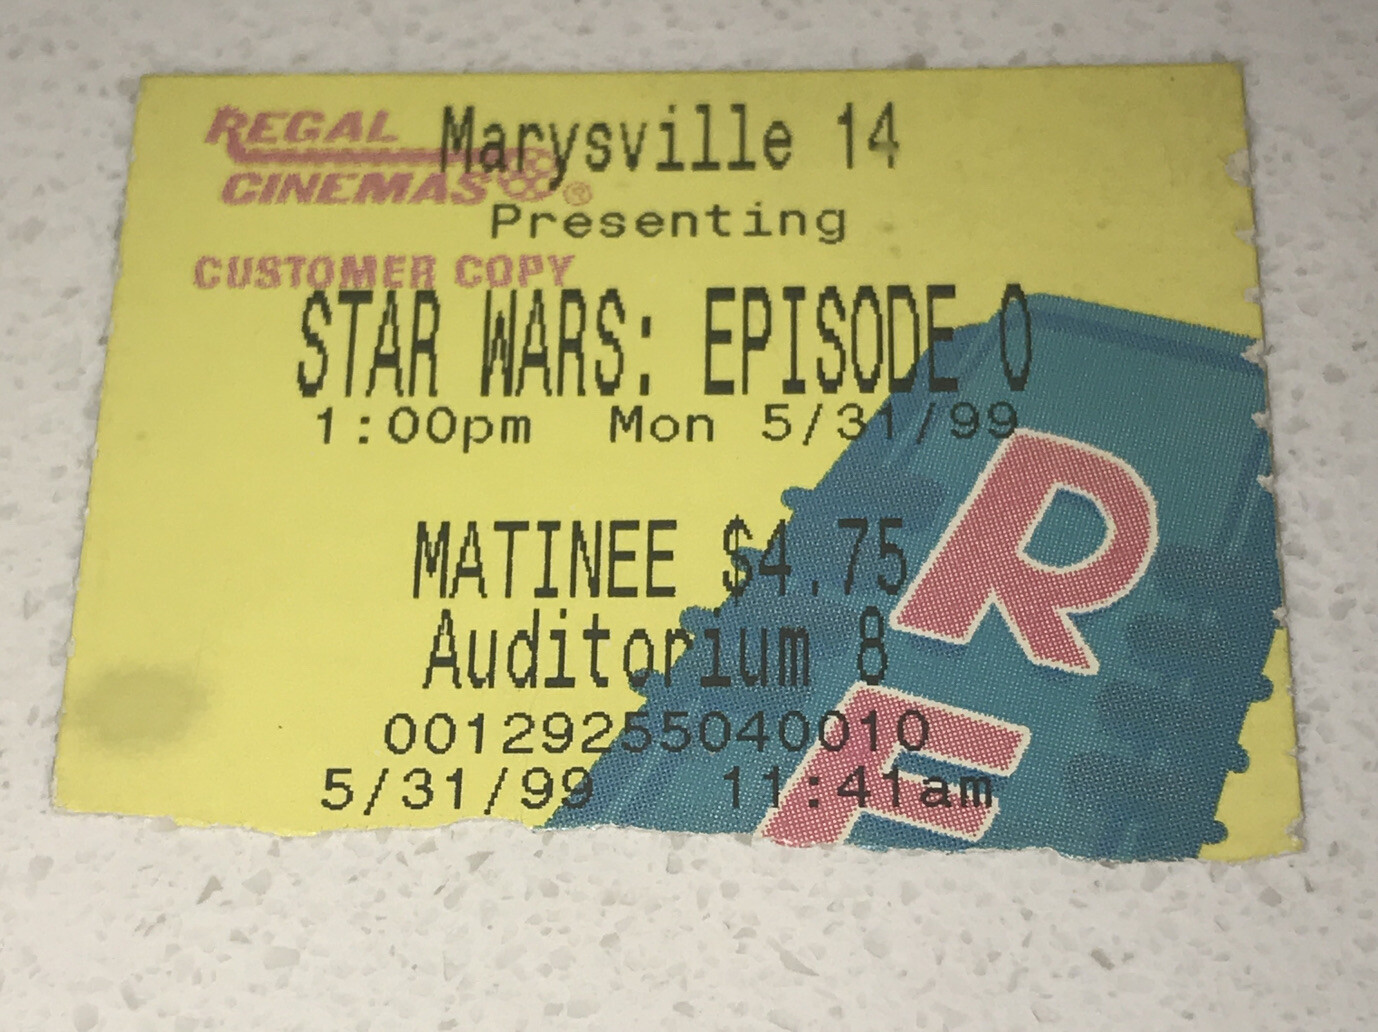 REGAL
CINEMAS®
Marysville 14
Presenting
CUSTOMER COPY
STAR WARS: EPISODE 0
1:00pm Mon 5/31/99
MATINEE $4.75
Auditorium 8
00129255040010
5/31/99 11:41am
R
F